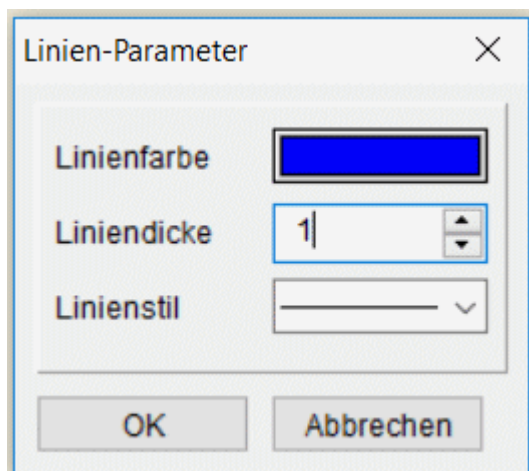 Linien-Parameter
Linienfarbe
Liniendicke 1
Linienstil
OK Abbrechen